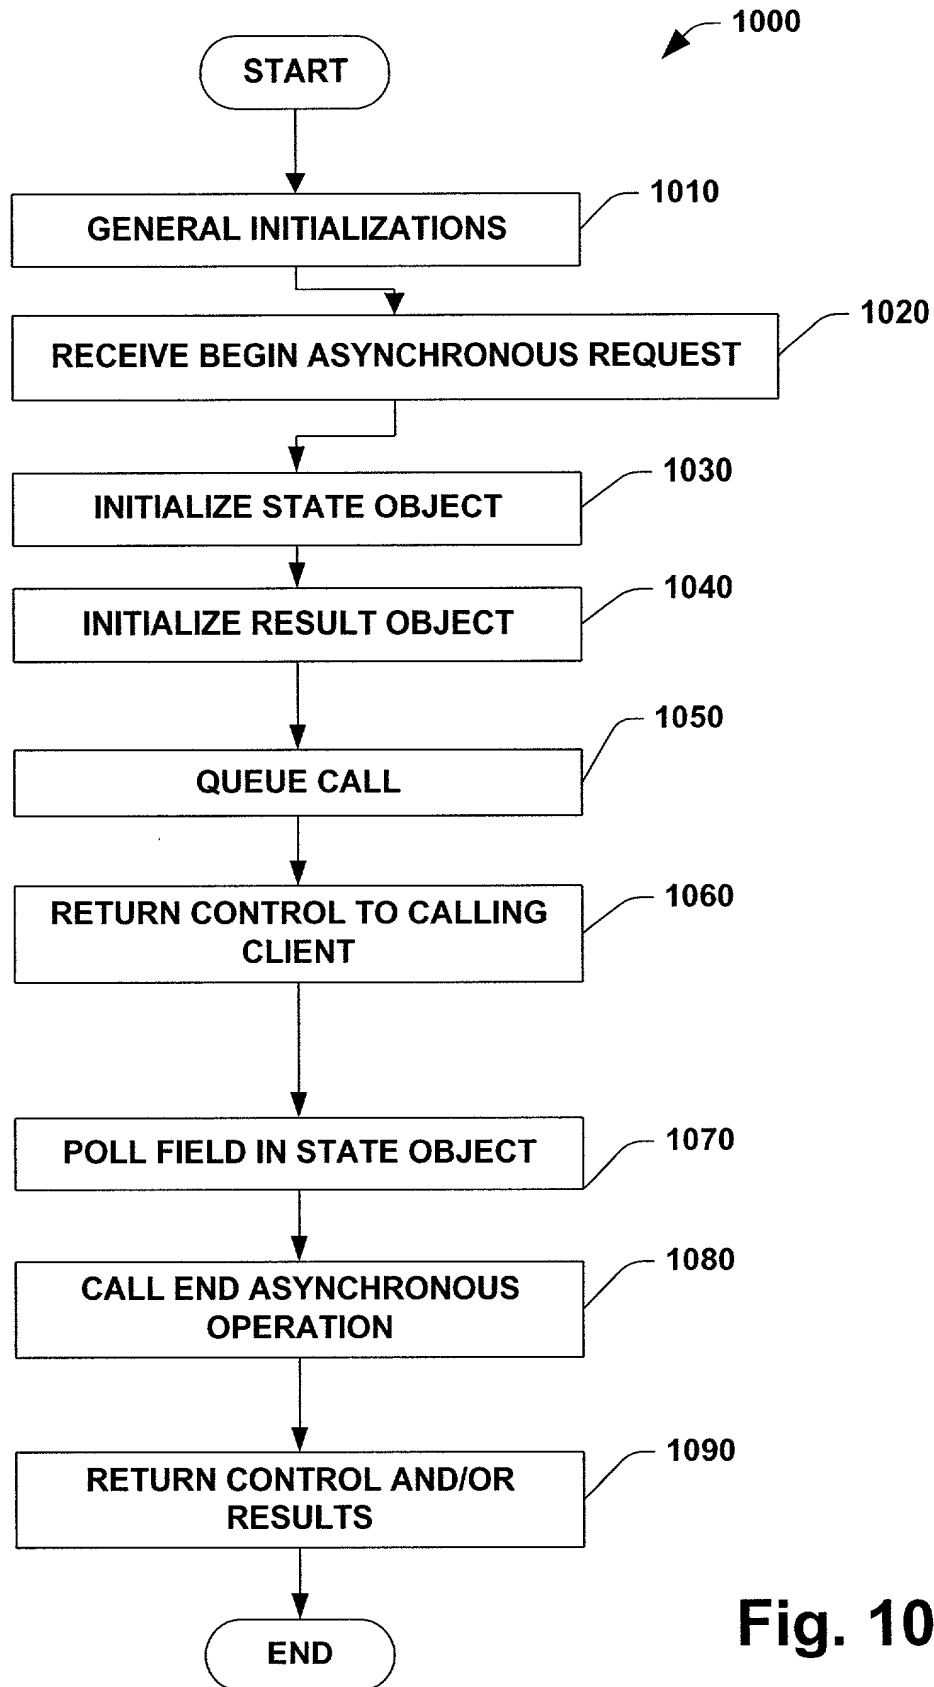 1000
START
1010
GENERAL INITIALIZATIONS
1020
RECEIVE BEGIN ASYNCHRONOUS REQUEST
1030
INITIALIZE STATE OBJECT
1040
INITIALIZE RESULT OBJECT
1050
QUEUE CALL
1060
RETURN CONTROL TO CALLING
CLIENT
1070
POLL FIELD IN STATE OBJECT
1080
CALL END ASYNCHRONOUS
OPERATION
1090
RETURN CONTROL AND/OR
RESULTS
END
Fig. 10